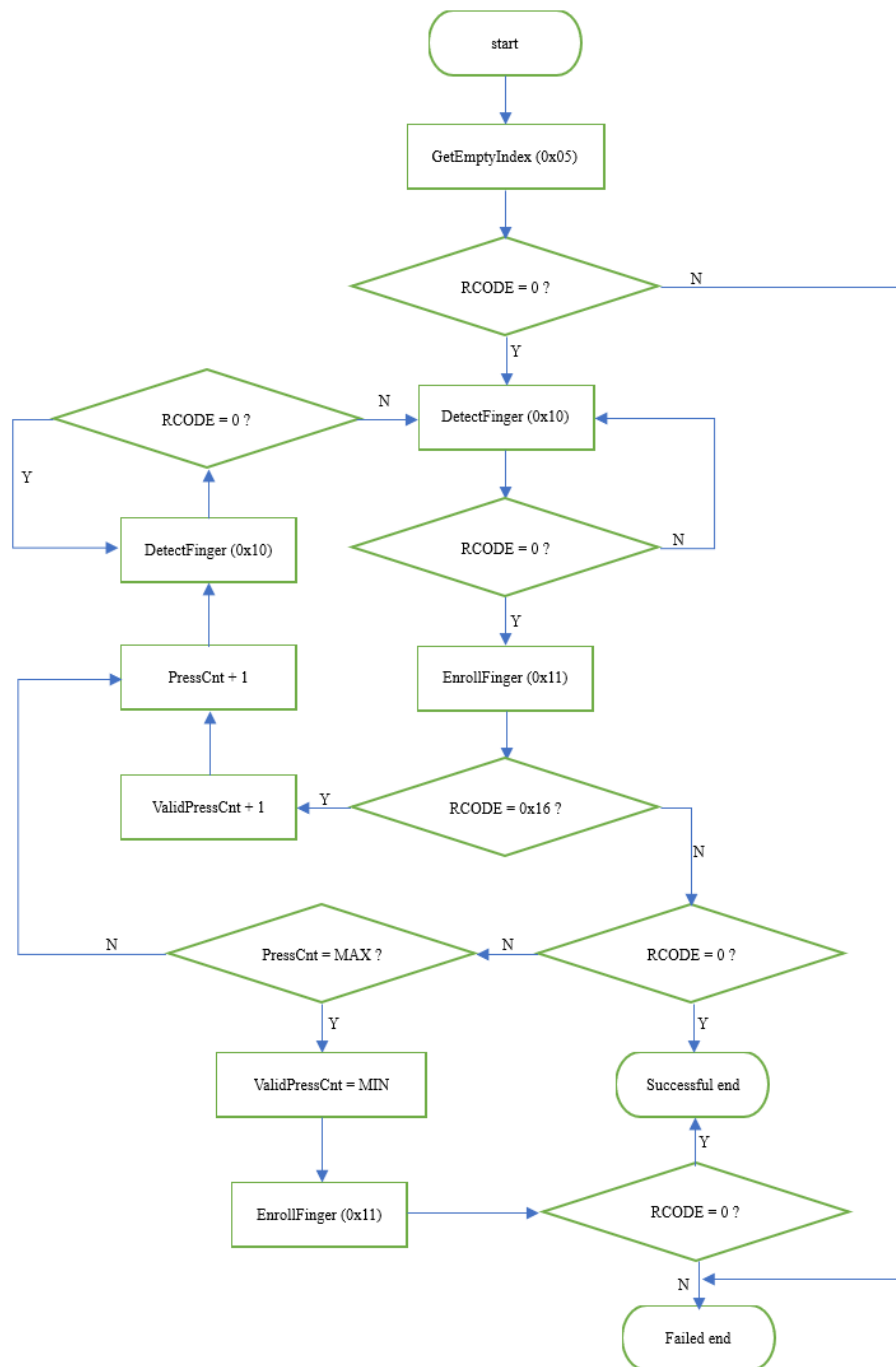 start
GetEmptyIndex (0x05)
RCODE = 0 ?
N
Y
RCODE = 0 ?
N
DetectFinger (0x10)
Y
DetectFinger (0x10)
RCODE = 0 ?
N
Y
PressCnt + 1
EnrollFinger (0x11)
ValidPressCnt + 1
Y
RCODE = 0x16 ?
N
N
PressCnt = MAX ?
N
RCODE = 0 ?
Y
Y
ValidPressCnt = MIN
Successful end
Y
EnrollFinger (0x11)
RCODE = 0 ?
N
Failed end